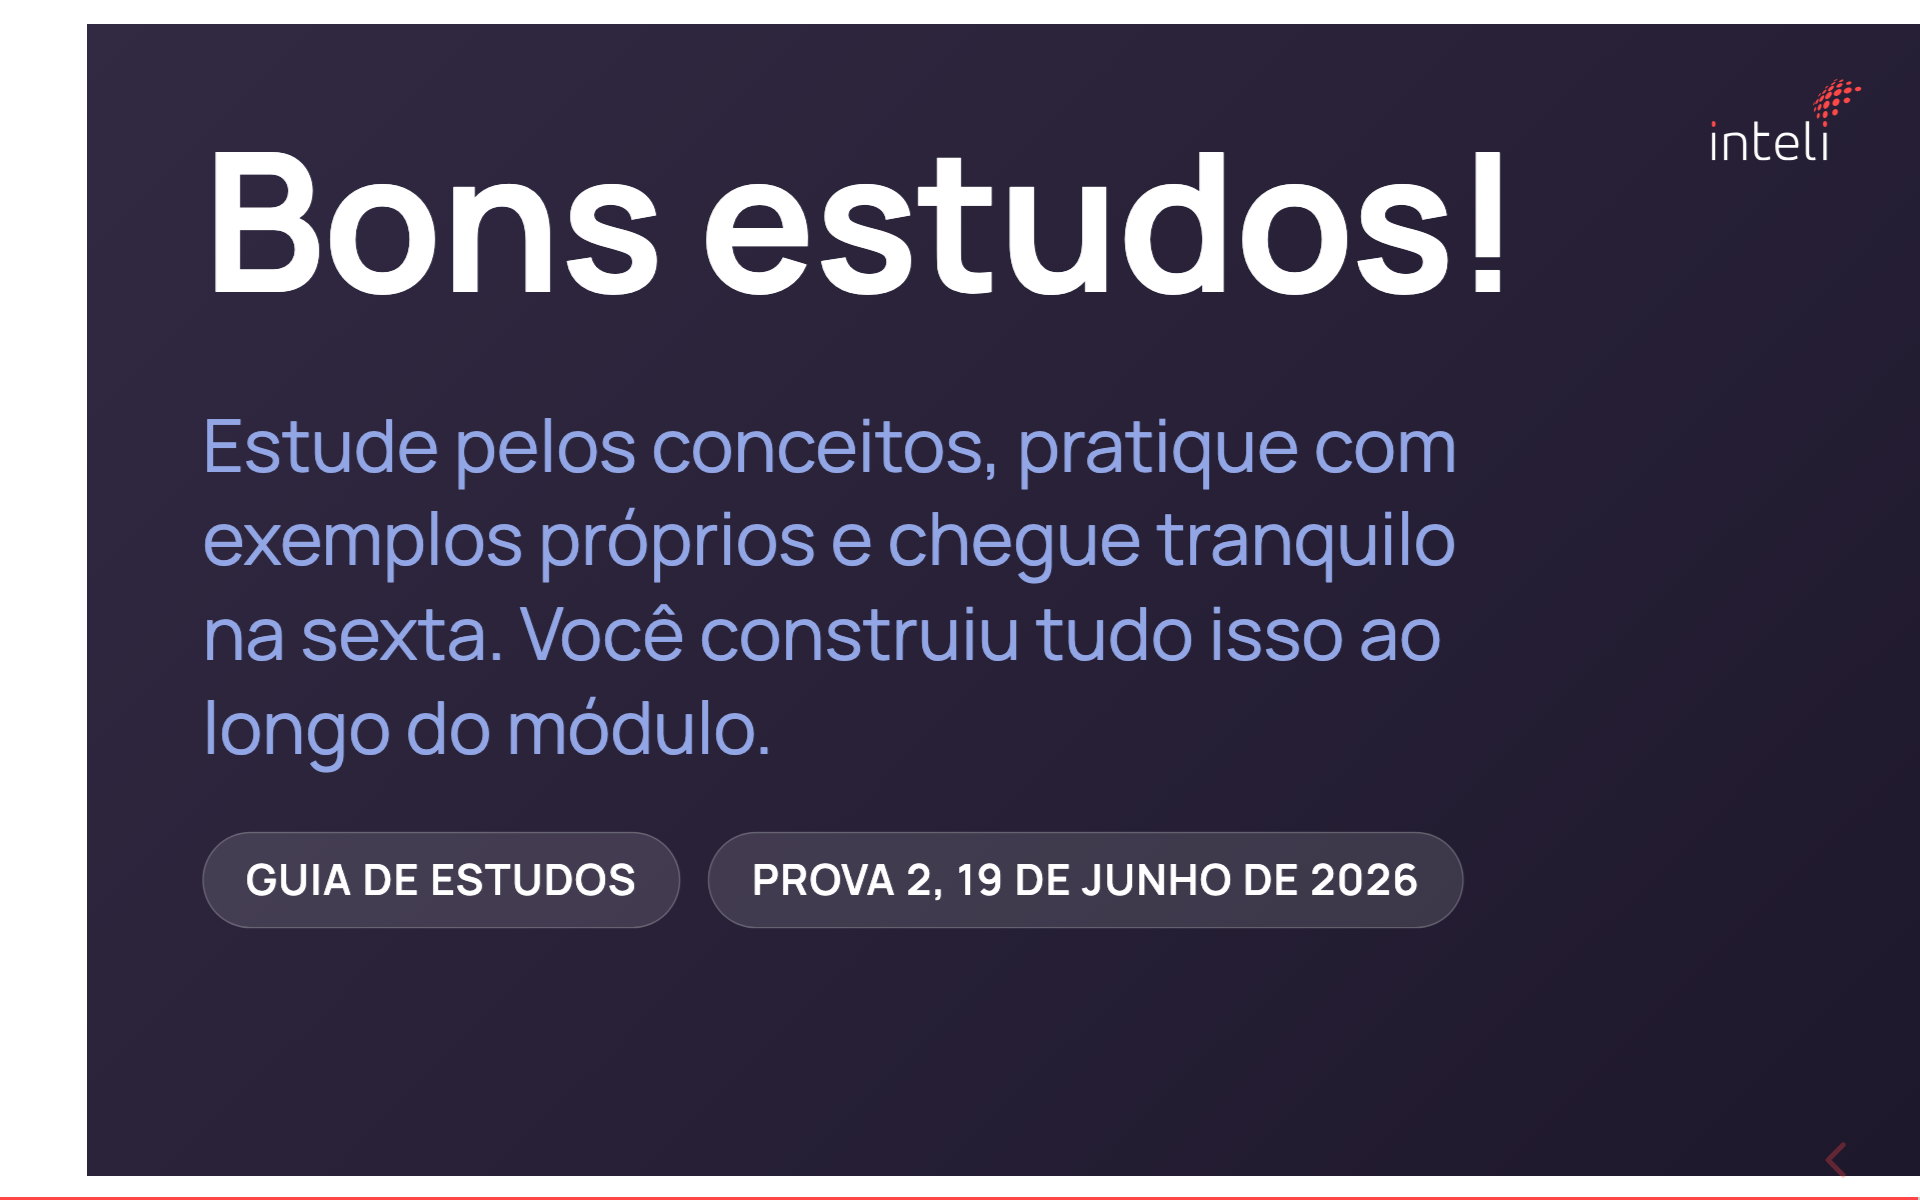 inteli
Bons estudos!
Estude pelos conceitos, pratique com
exemplos próprios e chegue tranquilo
na sexta. Você construiu tudo isso ao
longo do módulo.
GUIA DE ESTUDOS
PROVA 2, 19 DE JUNHO DE 2026